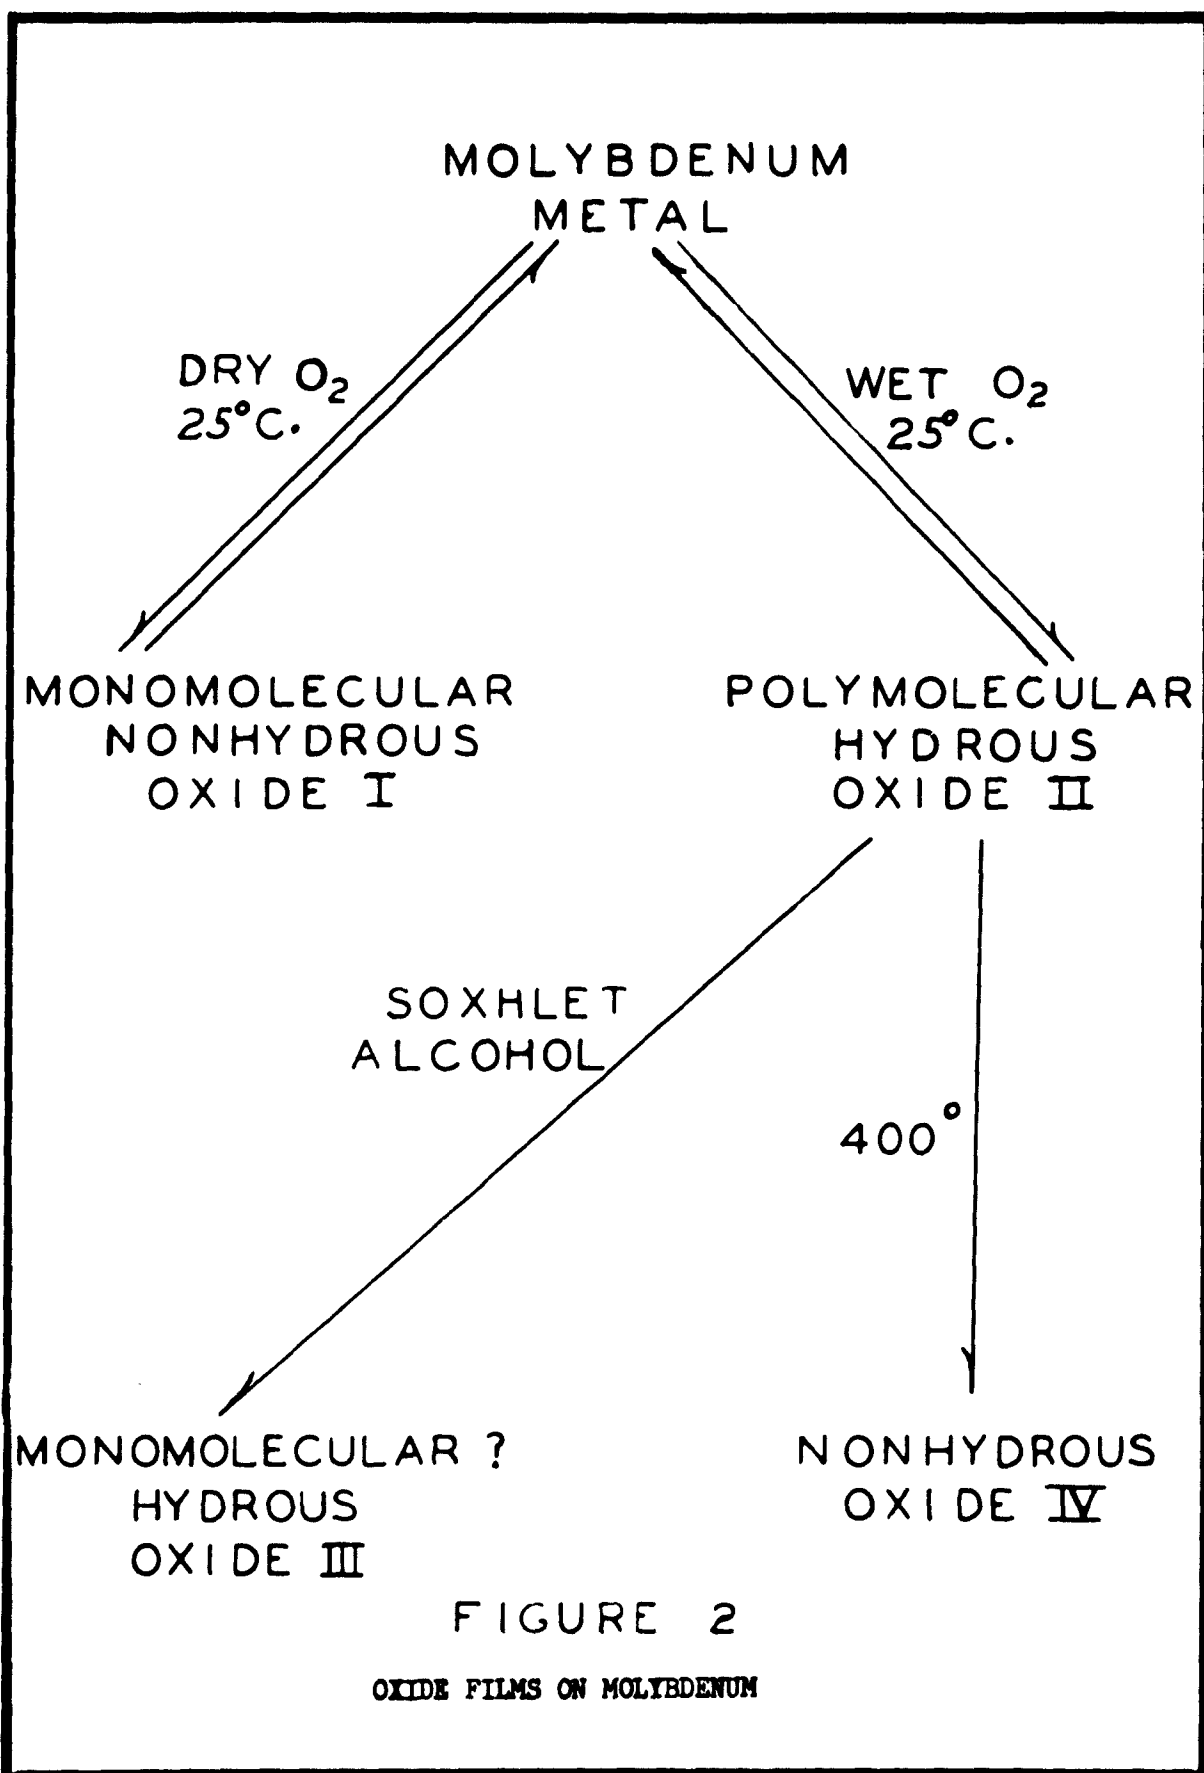 MOLYBDENUM
METAL
DRY O₂
25°C.
WET O₂
25°C.
MONOMOLECULAR
NONHYDROUS
OXIDE I
POLYMOLECULAR
HYDROUS
OXIDE II
SOXHLET
ALCOHOL
400°
MONOMOLECULAR ?
HYDROUS
OXIDE III
NONHYDROUS
OXIDE IV
FIGURE 2
OXIDE FILMS ON MOLYBDENUM